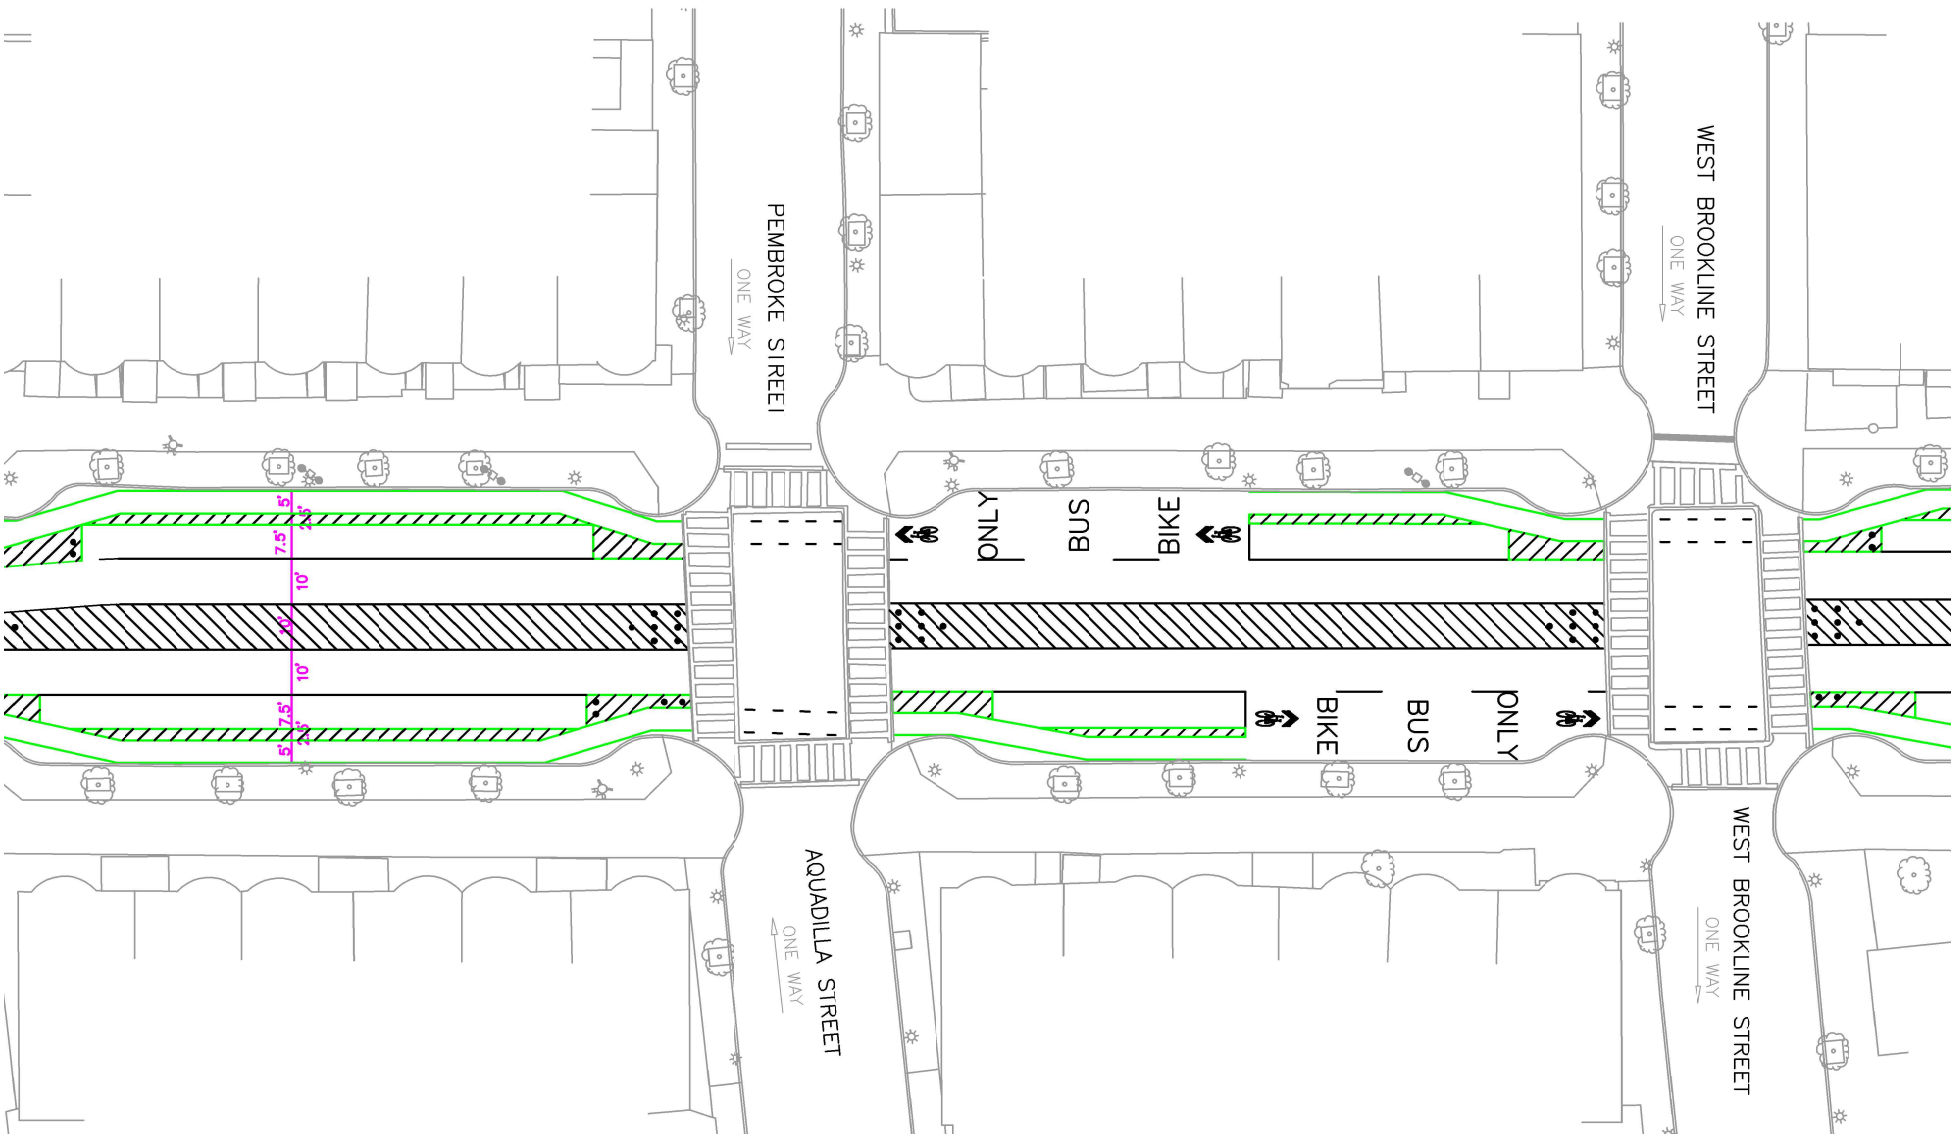 PEMBROKE SIREEI
ONE WAY
WEST BROOKLINE STREET
ONE WAY
5'
2.5'
7.5'
10'
10'
10'
7.5'
2.5'
5'
ONLY
BUS
BIKE
BIKE
BUS
ONLY
AQUADILLA STREET
ONE WAY
WEST BROOKLINE STREET
ONE WAY